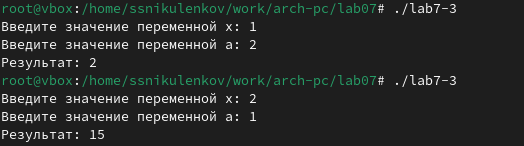 root@vbox:/home/ssnikulenkov/work/arch-pc/lab07# ./lab7-3
Введите значение переменной x: 1
Введите значение переменной a: 2
Результат: 2
root@vbox:/home/ssnikulenkov/work/arch-pc/lab07# ./lab7-3
Введите значение переменной x: 2
Введите значение переменной a: 1
Результат: 15